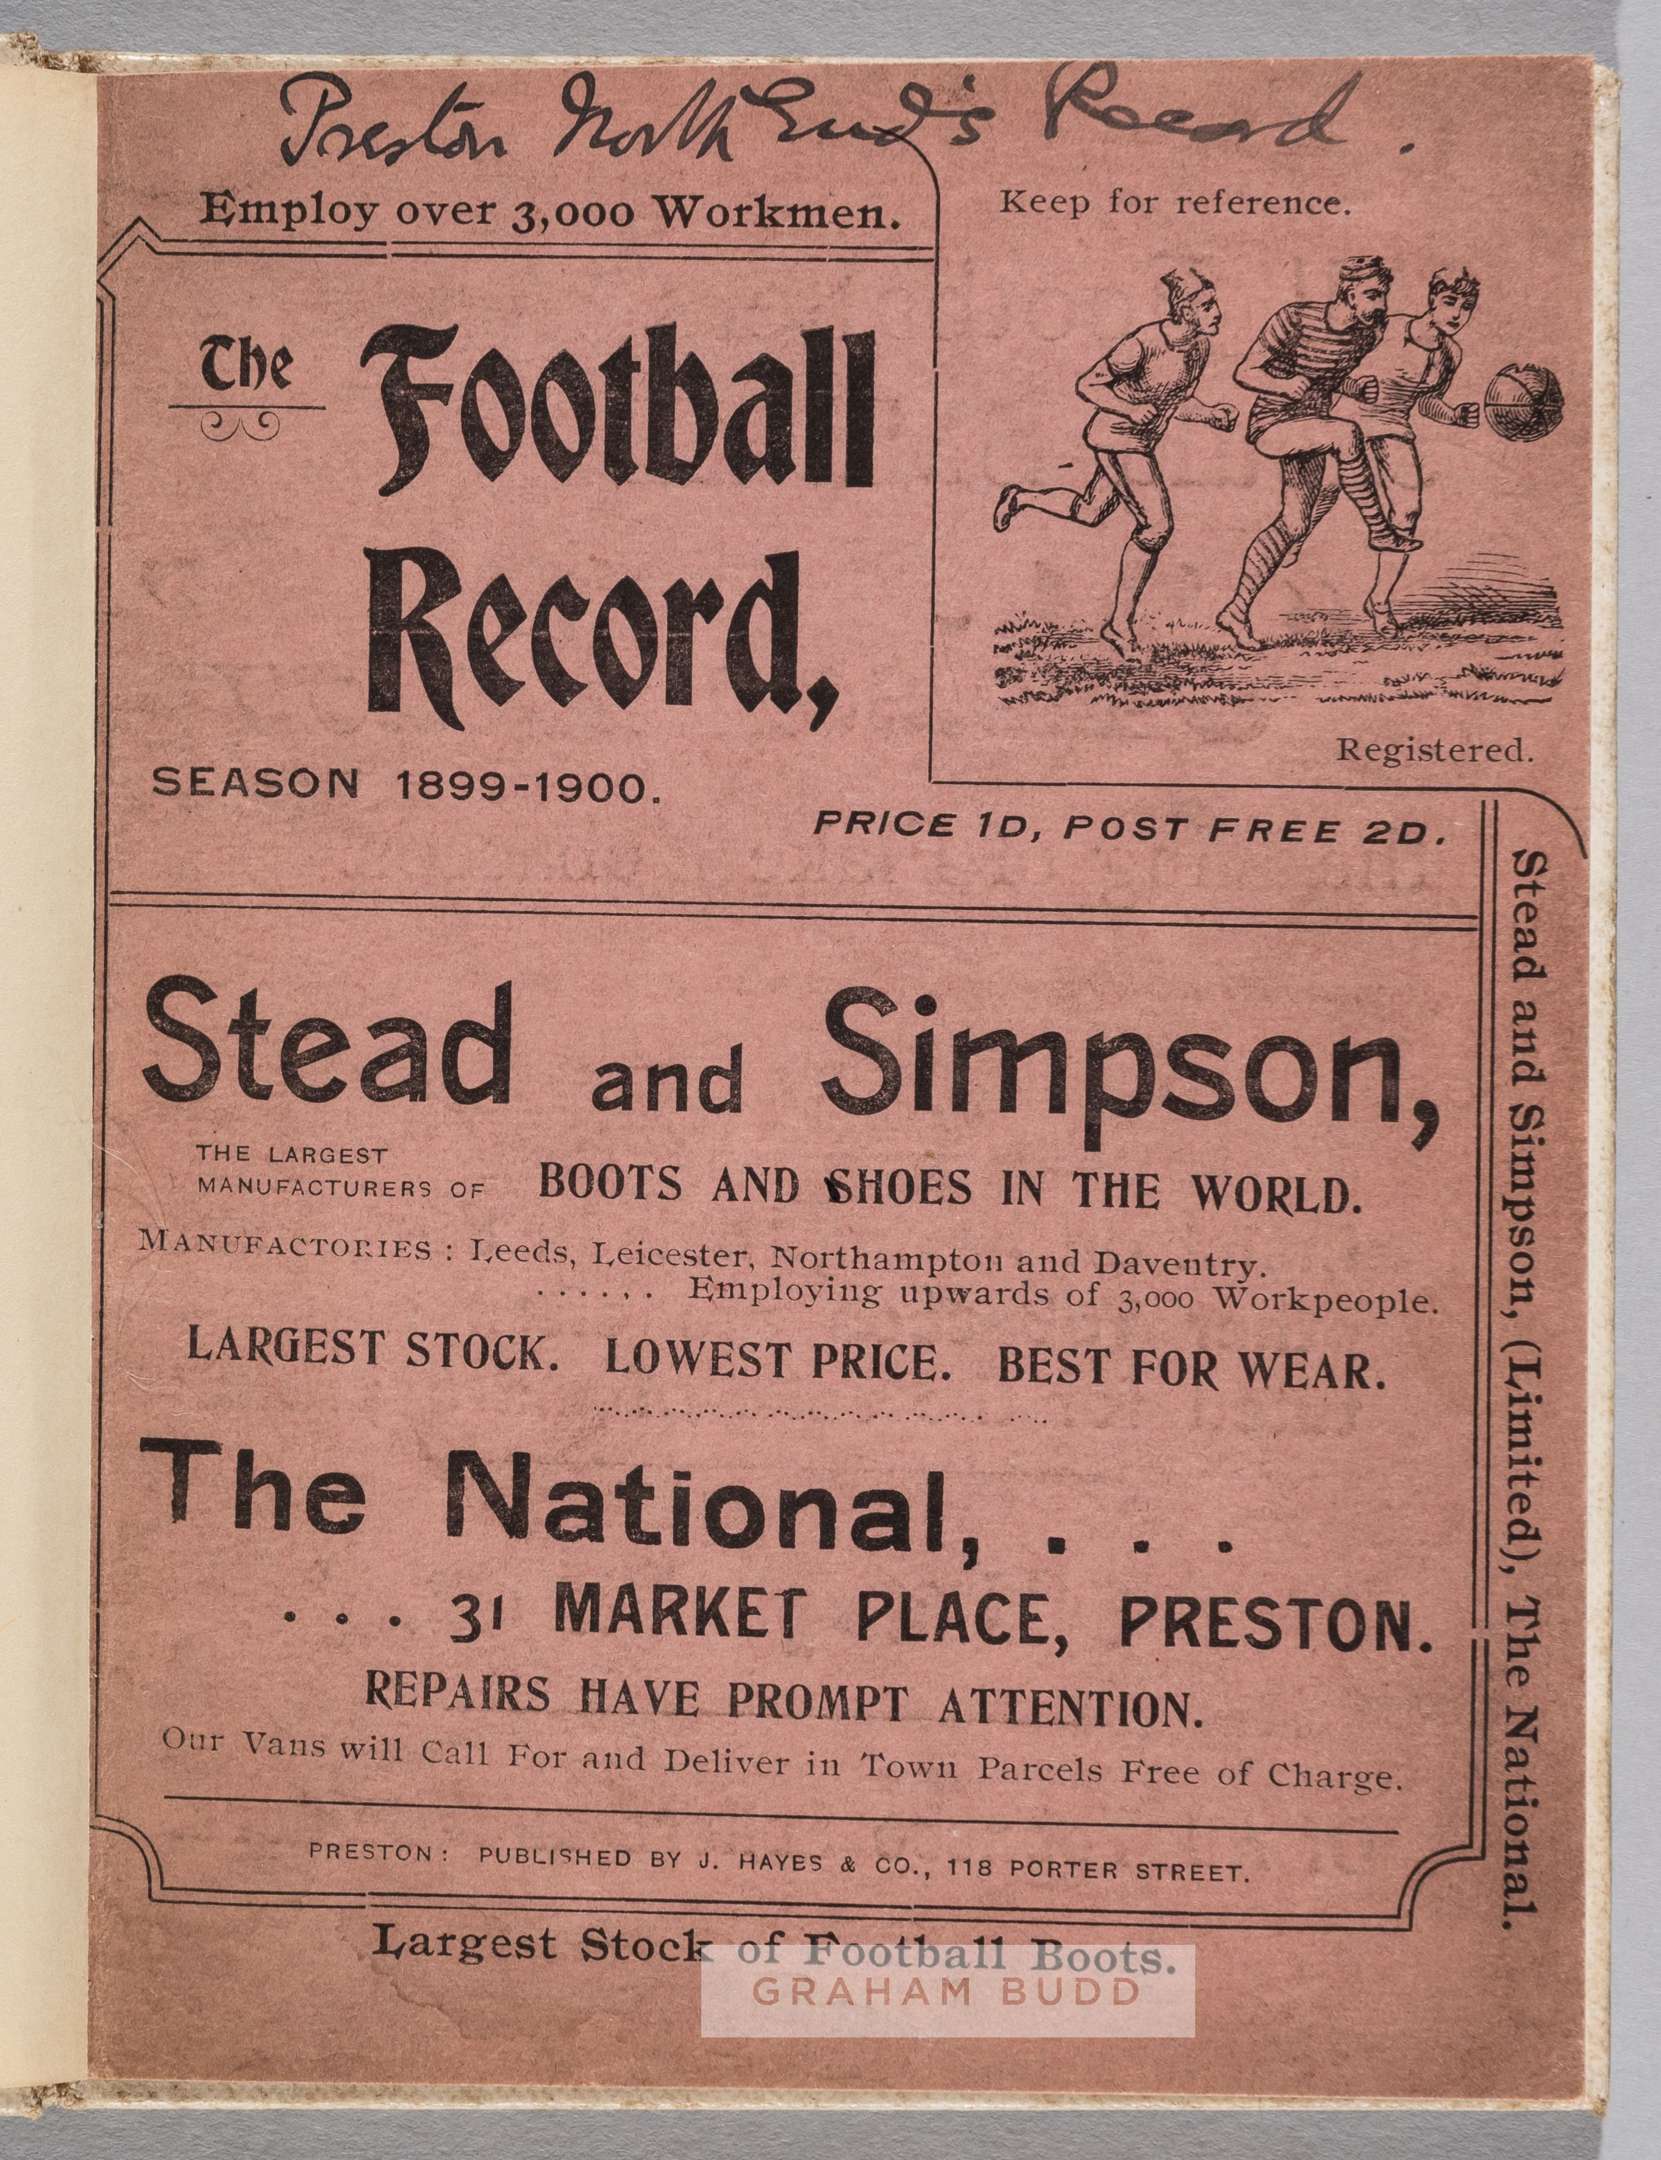 Preston North End's Record.
Employ over 3,000 Workmen.
Keep for reference.
The Football
Record,
SEASON 1899-1900.
Registered.
PRICE 1D, POST FREE 2D.
Stead and Simpson,
THE LARGEST
MANUFACTURERS OF BOOTS AND SHOES IN THE WORLD.
MANUFACTORIES : Leeds, Leicester, Northampton and Daventry.
...... Employing upwards of 3,000 Workpeople.
LARGEST STOCK. LOWEST PRICE. BEST FOR WEAR.
The National, . . .
. . . 31 MARKET PLACE, PRESTON.
REPAIRS HAVE PROMPT ATTENTION.
Our Vans will Call For and Deliver in Town Parcels Free of Charge.
PRESTON: PUBLISHED BY J. HAYES & CO., 118 PORTER STREET.
Largest Stock of Football Boots.
Stead and Simpson, (Limited), The National.
GRAHAM BUDD